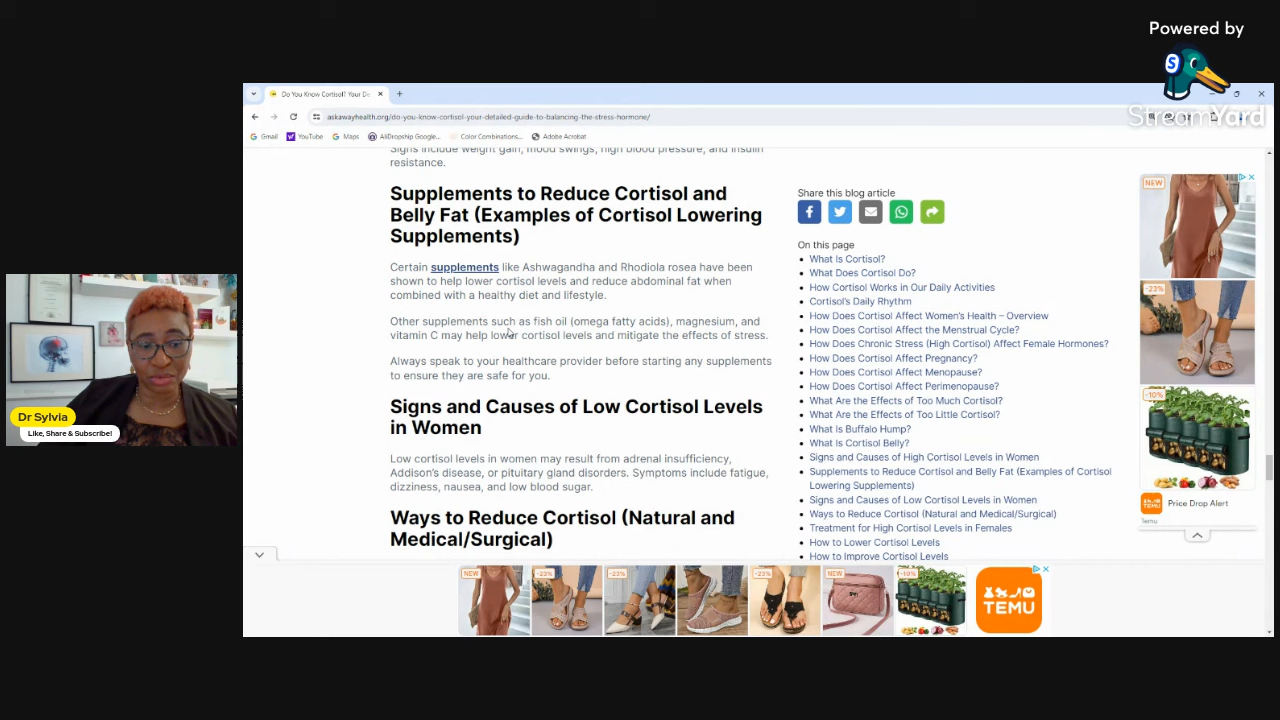 Powered by
StreamYard
Do You Know Cortisol? Your De
askawayhealth.org/do-you-know-cortisol-your-detailed-guide-to-balancing-the-stress-hormone/
Gmail
YouTube
Maps
AliDropship Google...
Color Combinations...
Adobe Acrobat
Signs include weight gain, mood swings, high blood pressure, and insulin
resistance.
Supplements to Reduce Cortisol and
Belly Fat (Examples of Cortisol Lowering
Supplements)
Certain supplements like Ashwagandha and Rhodiola rosea have been
shown to help lower cortisol levels and reduce abdominal fat when
combined with a healthy diet and lifestyle.
Other supplements such as fish oil (omega fatty acids), magnesium, and
vitamin C may help lower cortisol levels and mitigate the effects of stress.
Always speak to your healthcare provider before starting any supplements
to ensure they are safe for you.
Signs and Causes of Low Cortisol Levels
in Women
Low cortisol levels in women may result from adrenal insufficiency,
Addison's disease, or pituitary gland disorders. Symptoms include fatigue,
dizziness, nausea, and low blood sugar.
Ways to Reduce Cortisol (Natural and
Medical/Surgical)
Share this blog article
On this page
What Is Cortisol?
What Does Cortisol Do?
How Cortisol Works in Our Daily Activities
Cortisol's Daily Rhythm
How Does Cortisol Affect Women's Health – Overview
How Does Cortisol Affect the Menstrual Cycle?
How Does Chronic Stress (High Cortisol) Affect Female Hormones?
How Does Cortisol Affect Pregnancy?
How Does Cortisol Affect Menopause?
How Does Cortisol Affect Perimenopause?
What Are the Effects of Too Much Cortisol?
What Are the Effects of Too Little Cortisol?
What Is Buffalo Hump?
What Is Cortisol Belly?
Signs and Causes of High Cortisol Levels in Women
Supplements to Reduce Cortisol and Belly Fat (Examples of Cortisol
Lowering Supplements)
Signs and Causes of Low Cortisol Levels in Women
Ways to Reduce Cortisol (Natural and Medical/Surgical)
Treatment for High Cortisol Levels in Females
How to Lower Cortisol Levels
How to Improve Cortisol Levels
NEW
-23%
-10%
Price Drop Alert
Temu
Dr Sylvia
Like, Share & Subscribe!
NEW
-23%
-23%
-23%
NEW
-10%
TEMU